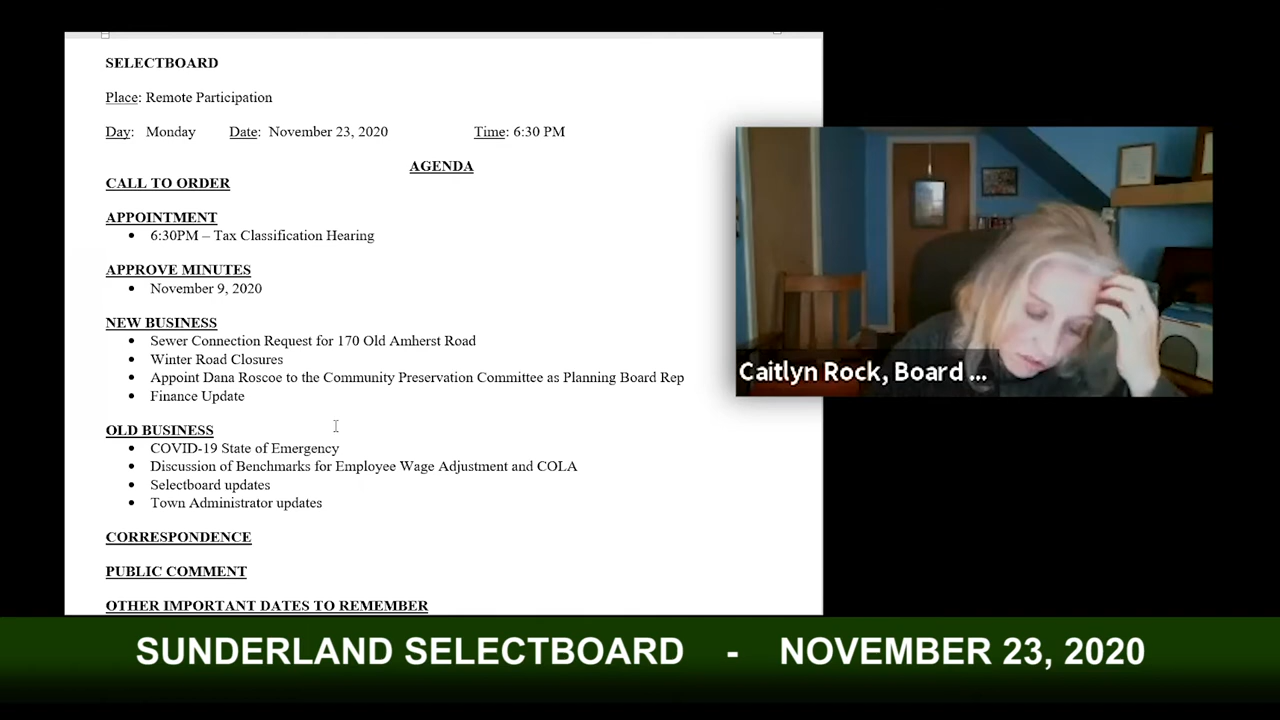 SELECTBOARD
Place: Remote Participation
Day: Monday Date: November 23, 2020 Time: 6:30 PM
AGENDA
CALL TO ORDER
APPOINTMENT
• 6:30PM – Tax Classification Hearing
APPROVE MINUTES
• November 9, 2020
NEW BUSINESS
• Sewer Connection Request for 170 Old Amherst Road
• Winter Road Closures
• Appoint Dana Roscoe to the Community Preservation Committee as Planning Board Rep
• Finance Update
OLD BUSINESS
• COVID-19 State of Emergency
• Discussion of Benchmarks for Employee Wage Adjustment and COLA
• Selectboard updates
• Town Administrator updates
CORRESPONDENCE
PUBLIC COMMENT
OTHER IMPORTANT DATES TO REMEMBER
Caitlyn Rock, Board ...
SUNDERLAND SELECTBOARD - NOVEMBER 23, 2020